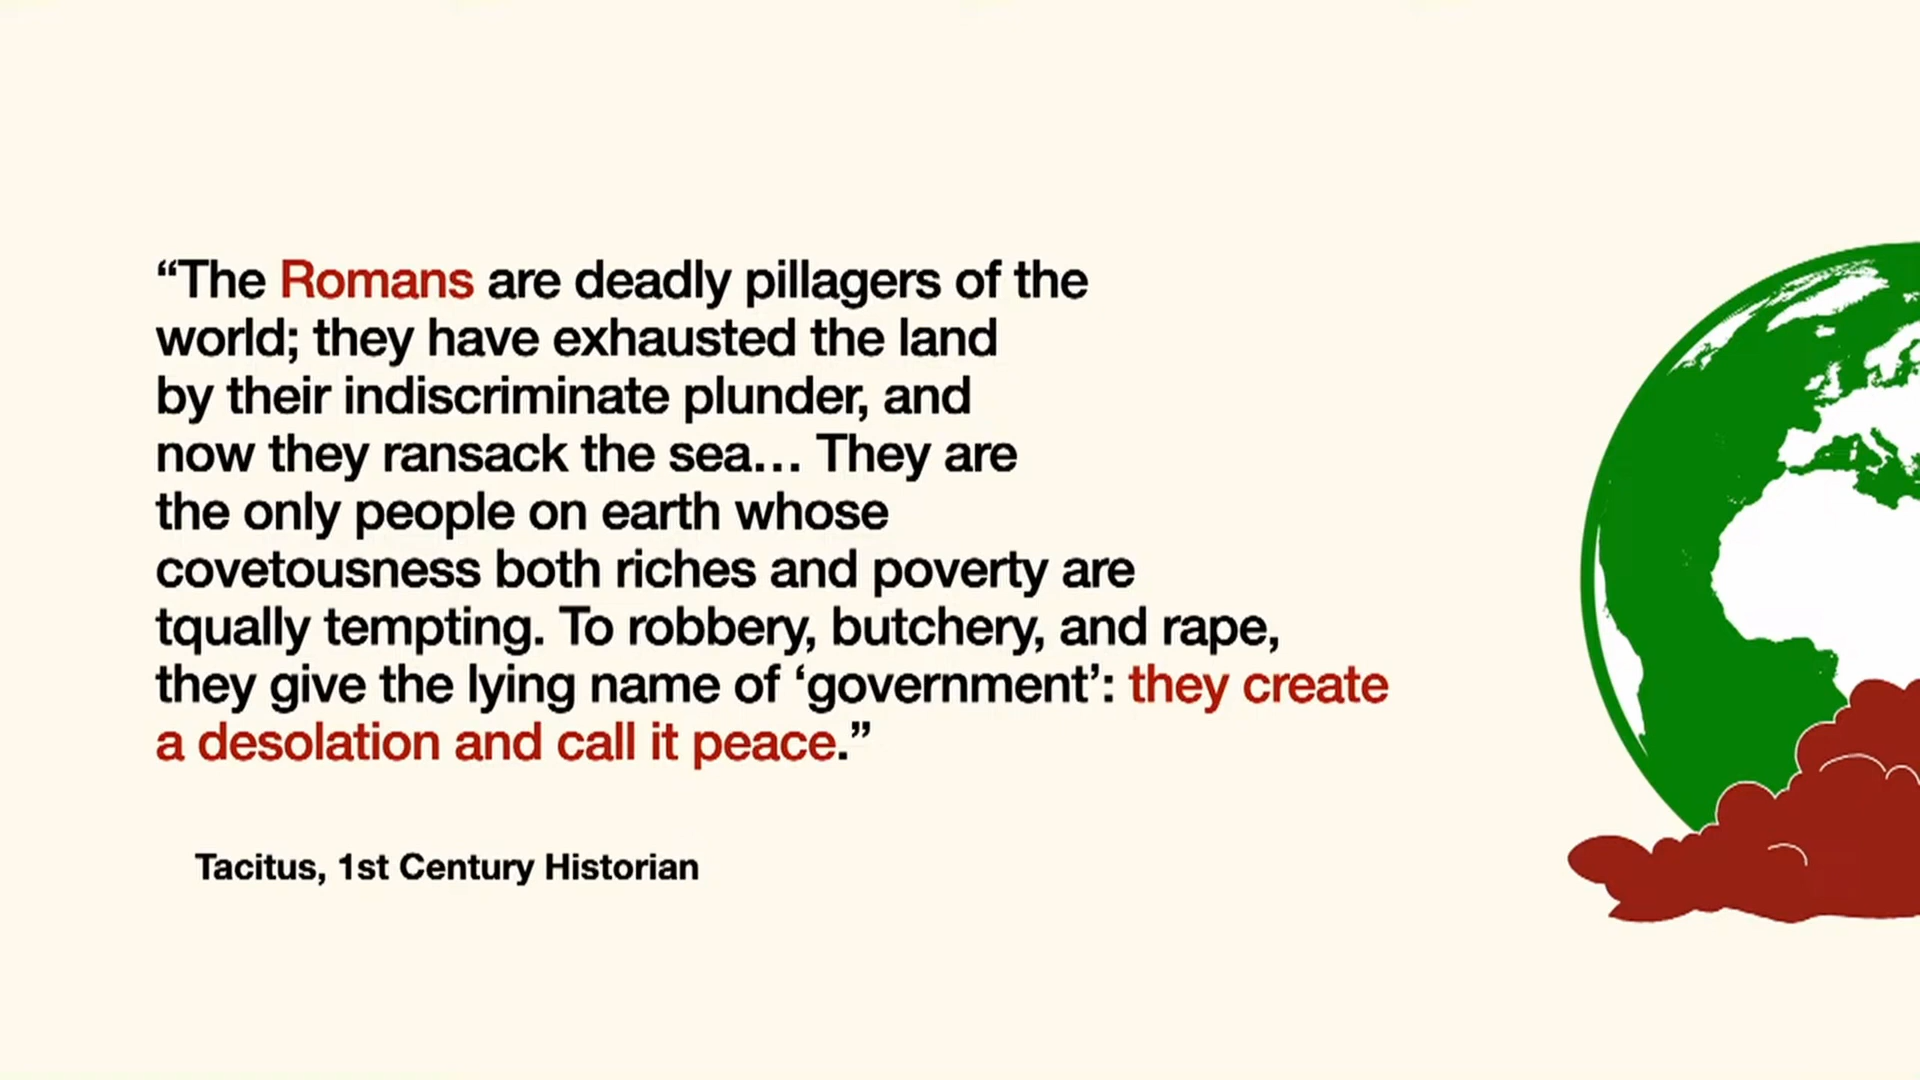 “The Romans are deadly pillagers of the
world; they have exhausted the land
by their indiscriminate plunder, and
now they ransack the sea… They are
the only people on earth whose
covetousness both riches and poverty are
tqually tempting. To robbery, butchery, and rape,
they give the lying name of ‘government’: they create
a desolation and call it peace.”
Tacitus, 1st Century Historian